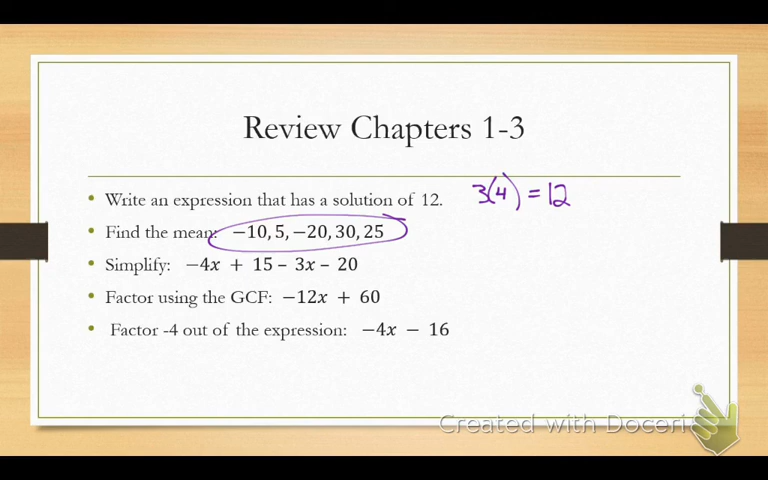 Review Chapters 1-3
• Write an expression that has a solution of 12. 3(4) = 12
• Find the mean: −10, 5, −20, 30, 25
• Simplify: −4x + 15 – 3x – 20
• Factor using the GCF: −12x + 60
• Factor -4 out of the expression: −4x − 16
Created with Doceri